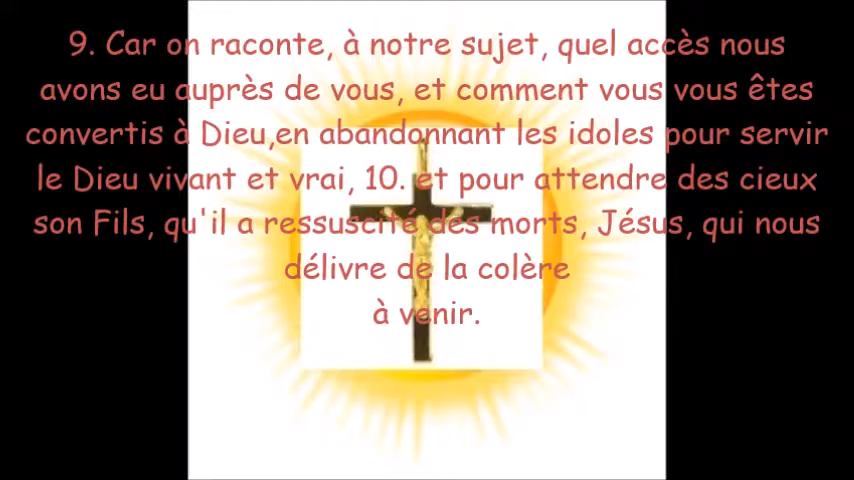 9. Car on raconte, à notre sujet, quel accès nous
avons eu auprès de vous, et comment vous vous êtes
convertis à Dieu,en abandonnant les idoles pour servir
le Dieu vivant et vrai, 10. et pour attendre des cieux
son Fils, qu'il a ressuscité des morts, Jésus, qui nous
délivre de la colère
à venir.